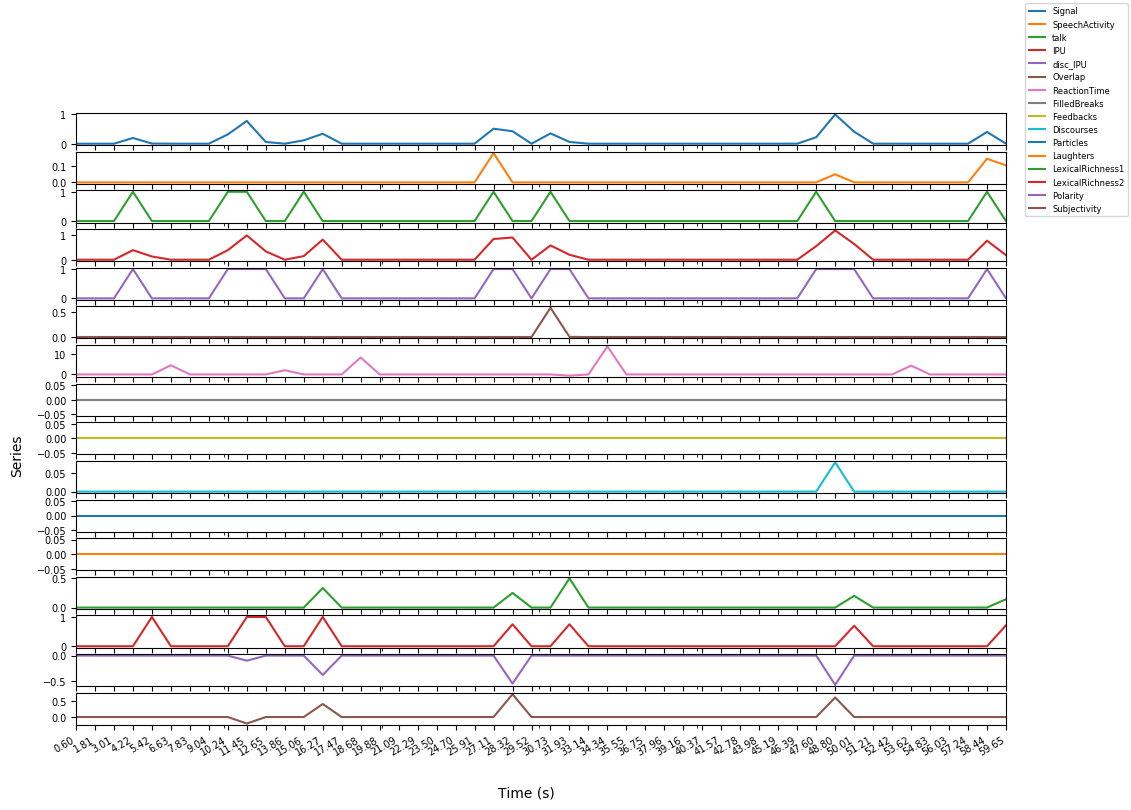 Signal
SpeechActivity
talk
IPU
disc_IPU
Overlap
ReactionTime
FilledBreaks
Feedbacks
Discourses
Particles
Laughters
LexicalRichness1
LexicalRichness2
Polarity
Subjectivity
1
0
0.1
0.0
1
0
1
0
1
0
0.5
0.0
10
0
0.05
0.00
−0.05
0.05
0.00
−0.05
0.05
0.00
0.05
0.00
−0.05
0.05
0.00
−0.05
0.5
0.0
1
0
0.0
−0.5
0.5
0.0
Series
0.60 1.81 3.01 4.22 5.42 6.63 7.83 9.04 10.24 11.45 12.65 13.86 15.06 16.27 17.47 18.68 19.88 21.09 22.29 23.50 24.70 25.91 27.11 28.32 29.52 30.73 31.93 33.14 34.34 35.55 36.75 37.96 39.16 40.37 41.57 42.78 43.98 45.19 46.39 47.60 48.80 50.01 51.21 52.42 53.62 54.83 56.03 57.24 58.44 59.65
Time (s)